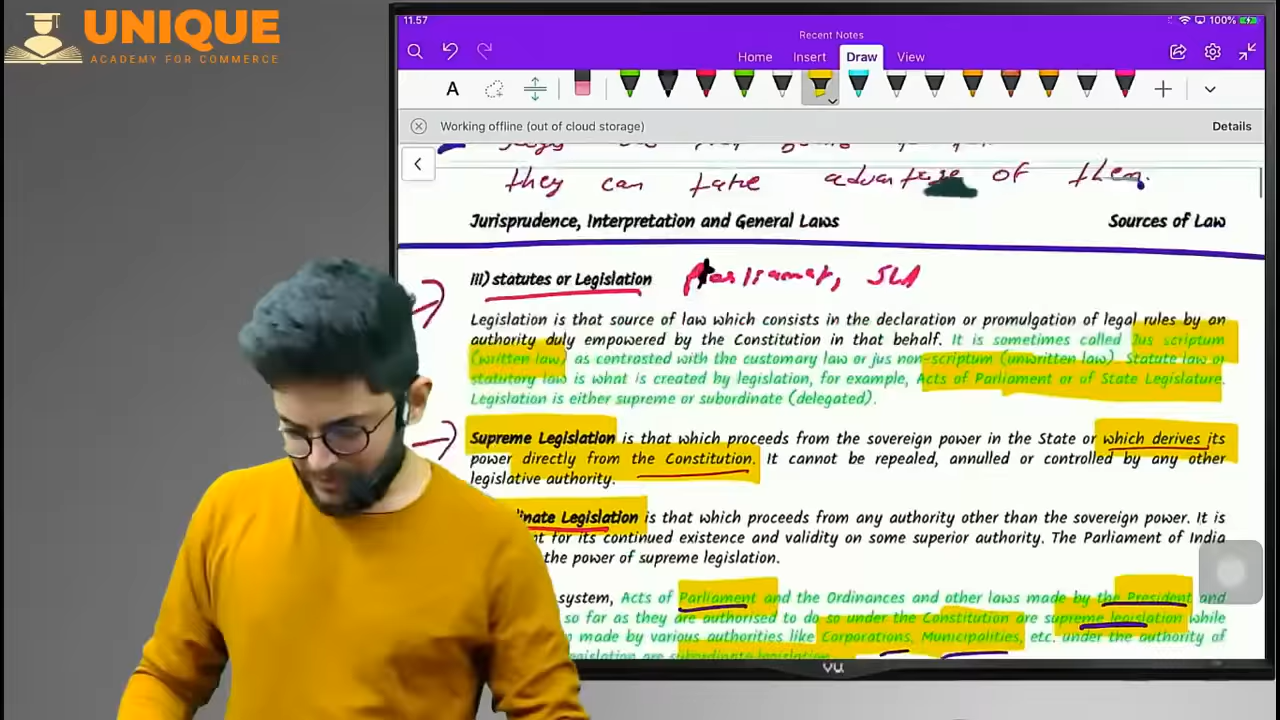 UNIQUE
ACADEMY FOR COMMERCE
11.57
100%
Recent Notes
Home Insert Draw View
A
Working offline (out of cloud storage) Details
they can take advantage of them.
Jurisprudence, Interpretation and General Laws Sources of Law
iii) statutes or Legislation Parliament,
Legislation is that source of law which consists in the declaration or promulgation of legal rules by an
authority duly empowered by the Constitution in that behalf. It is sometimes called Jus scriptum
(written law) as contrasted with the customary law or jus non-scriptum (unwritten law). Statute law or
statutory law is what is created by legislation, for example, Acts of Parliament or of State Legislature.
Legislation is either supreme or subordinate (delegated).
Supreme Legislation is that which proceeds from the sovereign power in the State or which derives its
power directly from the Constitution. It cannot be repealed, annulled or controlled by any other
legislative authority.
inate Legislation is that which proceeds from any authority other than the sovereign power. It is
nt for its continued existence and validity on some superior authority. The Parliament of India
the power of supreme legislation.
system, Acts of Parliament and the Ordinances and other laws made by the President and
so far as they are authorised to do so under the Constitution are supreme legislation while
made by various authorities like Corporations, Municipalities, etc. under the authority of
legislation are subordinate legislation
vu